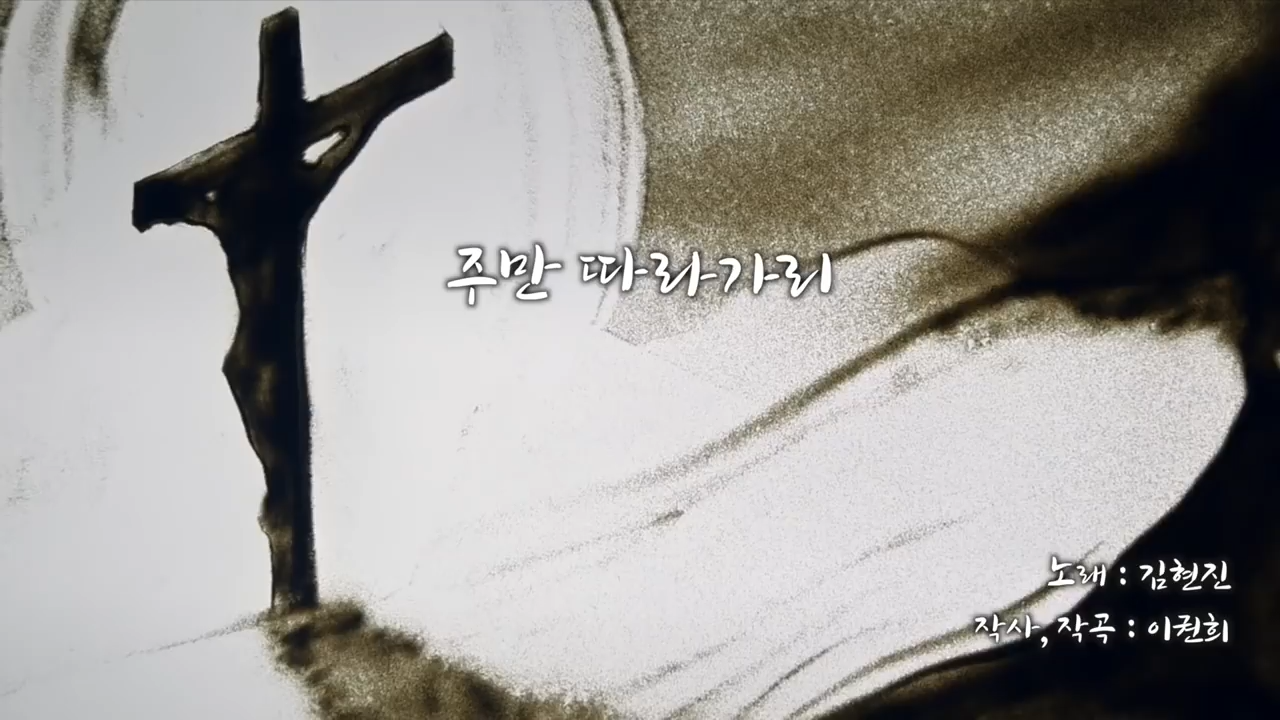 주만 따라가리
노래 : 김현진
작사,작곡 : 이권희